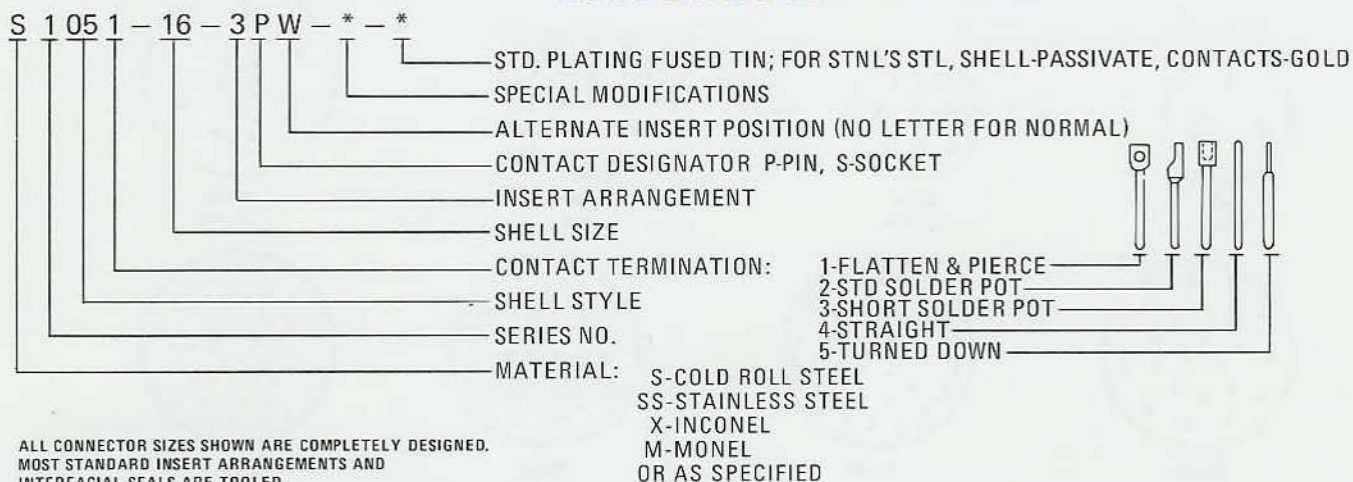 S 1 05 1 - 16 - 3 P W - * - *
STD. PLATING FUSED TIN; FOR STNL'S STL, SHELL-PASSIVATE, CONTACTS-GOLD
SPECIAL MODIFICATIONS
ALTERNATE INSERT POSITION (NO LETTER FOR NORMAL)
CONTACT DESIGNATOR P-PIN, S-SOCKET
INSERT ARRANGEMENT
SHELL SIZE
CONTACT TERMINATION: 1-FLATTEN & PIERCE
2-STD SOLDER POT
SHELL STYLE
3-SHORT SOLDER POT
4-STRAIGHT
SERIES NO.
5-TURNED DOWN
MATERIAL: S-COLD ROLL STEEL
SS-STAINLESS STEEL
X-INCONEL
M-MONEL
OR AS SPECIFIED
ALL CONNECTOR SIZES SHOWN ARE COMPLETELY DESIGNED.
MOST STANDARD INSERT ARRANGEMENTS AND
INTERFACIAL SEALS ARE TOOLED